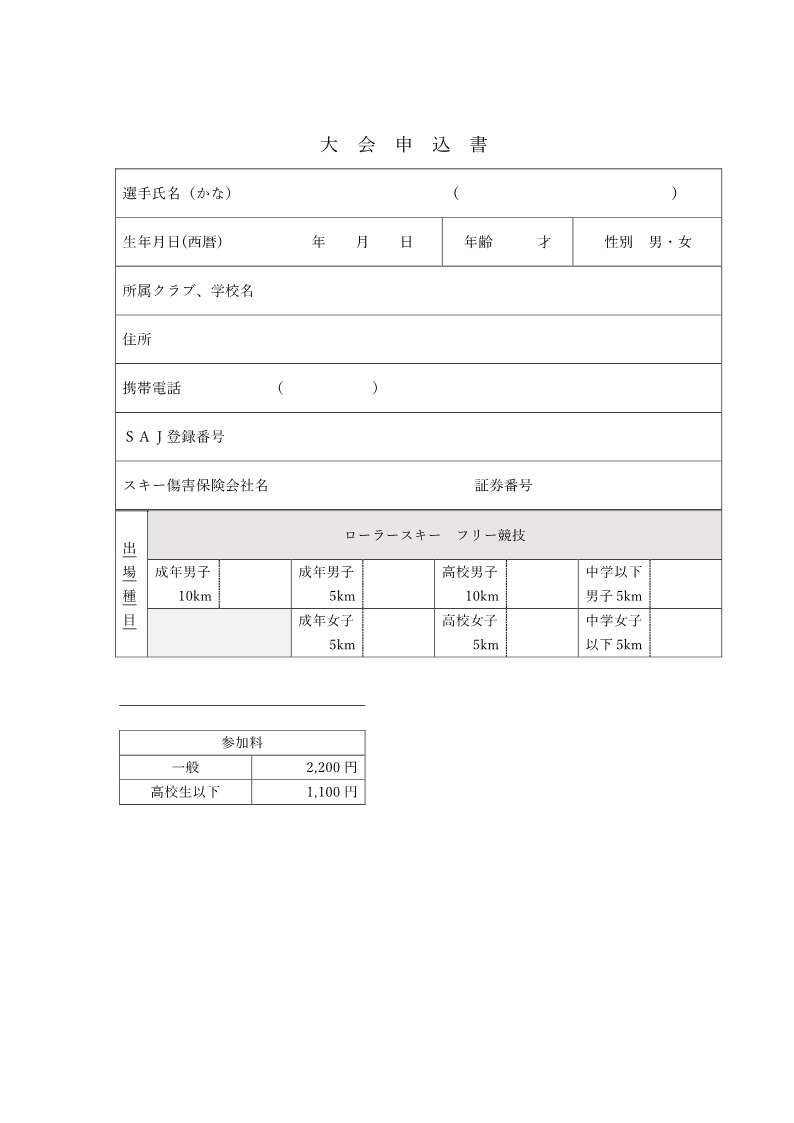 大　会　申　込　書
選手氏名（かな）　　　　　　　（　　　　　　　　　　　　　　）
生年月日(西暦)　　　　　　年　　月　　日　　年齢　　　才　　性別　男・女
所属クラブ、学校名
住所
携帯電話　　　　　　（　　　　　　）
ＳＡＪ登録番号
スキー傷害保険会社名　　　　　　　証券番号
出場種目
ローラースキー　フリー競技
成年男子　成年男子　高校男子　中学以下
10km　5km　10km　男子 5km
成年女子　高校女子　中学女子
5km　5km　以下 5km
参加料
一般　2,200 円
高校生以下　1,100 円